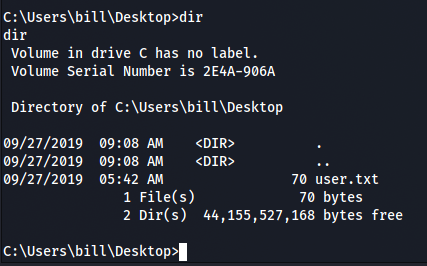 C:\Users\bill\Desktop>dir
dir
 Volume in drive C has no label.
 Volume Serial Number is 2E4A-906A

 Directory of C:\Users\bill\Desktop

09/27/2019  09:08 AM    <DIR>          .
09/27/2019  09:08 AM    <DIR>          ..
09/27/2019  05:42 AM                70 user.txt
               1 File(s)             70 bytes
               2 Dir(s)  44,155,527,168 bytes free

C:\Users\bill\Desktop>